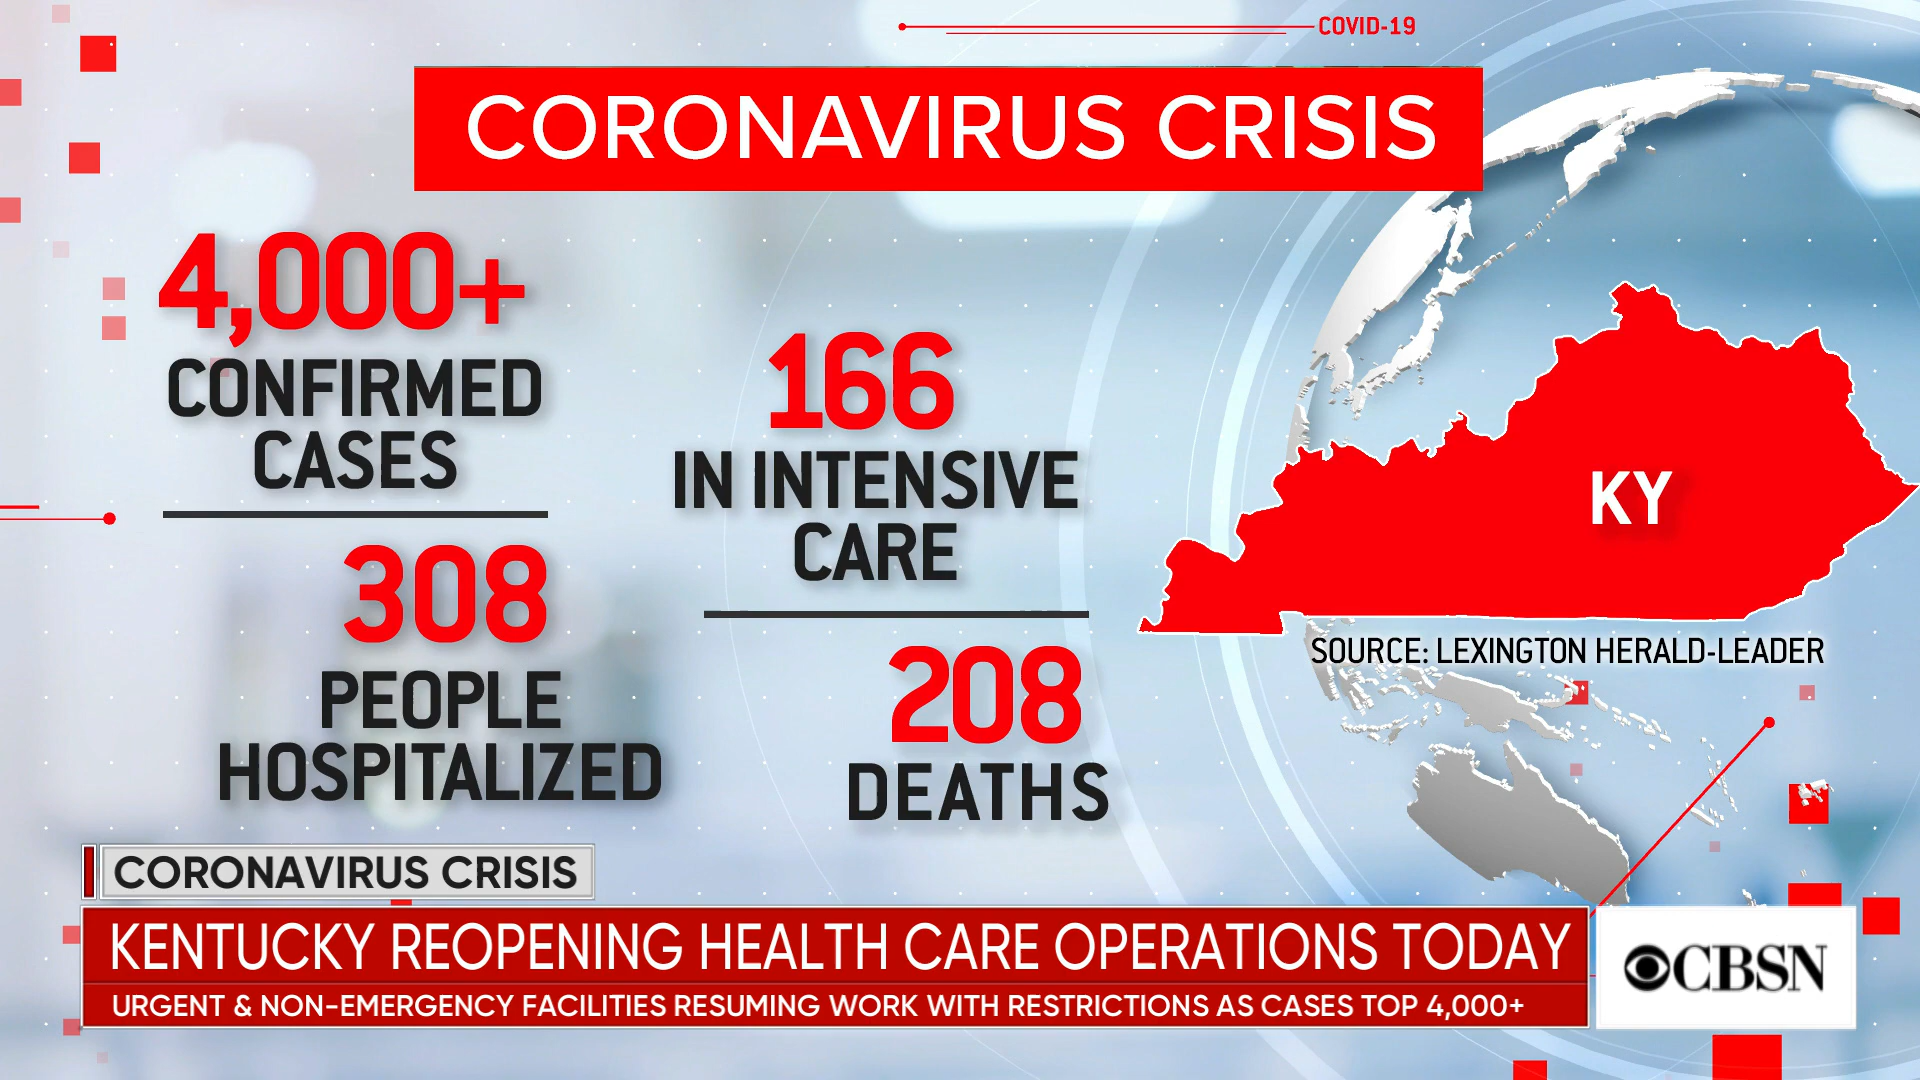 COVID-19
CORONAVIRUS CRISIS
4,000+
CONFIRMED
CASES
308
PEOPLE
HOSPITALIZED
166
IN INTENSIVE
CARE
208
DEATHS
KY
SOURCE: LEXINGTON HERALD-LEADER
CORONAVIRUS CRISIS
KENTUCKY REOPENING HEALTH CARE OPERATIONS TODAY
URGENT & NON-EMERGENCY FACILITIES RESUMING WORK WITH RESTRICTIONS AS CASES TOP 4,000+
CBSN